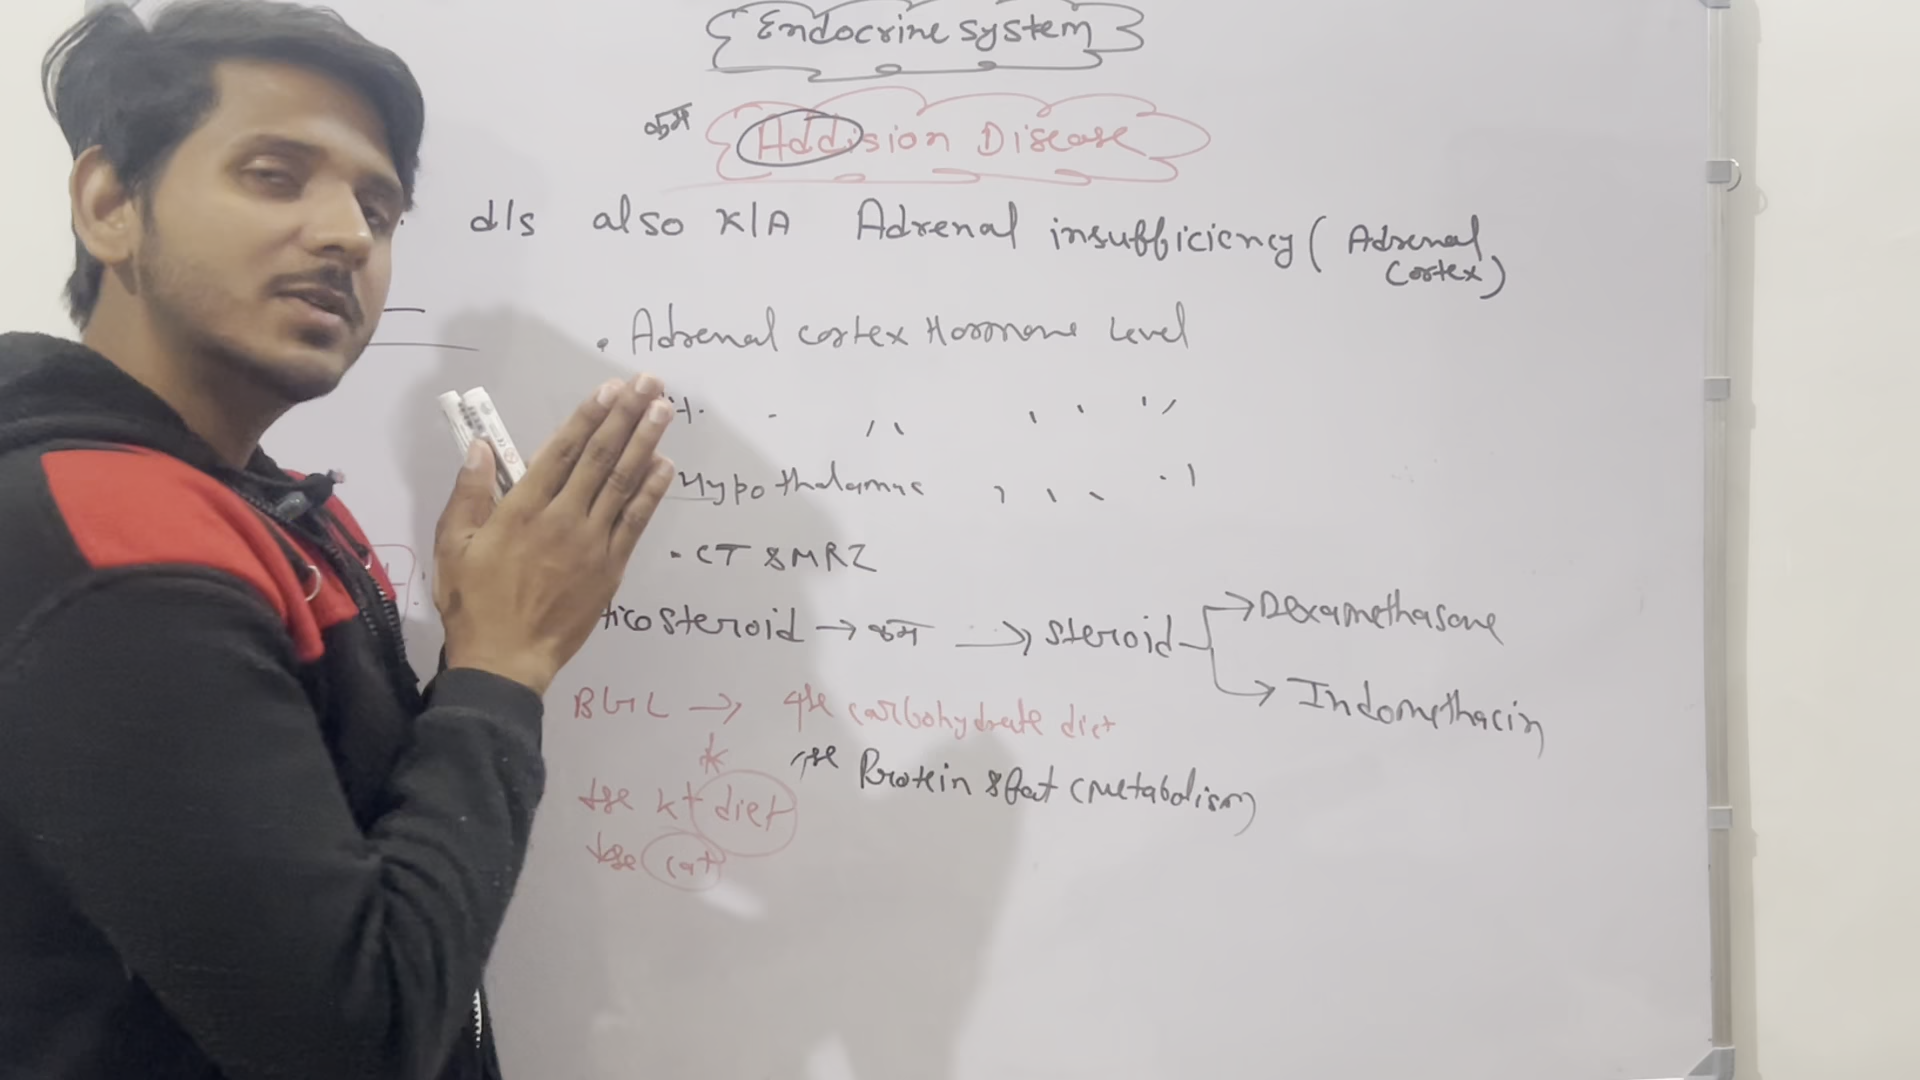 Endocrine system
कम Addision Disease
d/s also K/A Adrenal insufficiency ( Adrenal cortex )
• Adrenal cortex Hormone Level
Hypothalamus
- CT & MRI
ticosteroid → कम → steroid → Dexamethasone
→ Indomethacin
BGL → ↑se carbohydrate diet
↑se Protein & fat (metabolism)
↓se K+ diet
↓se